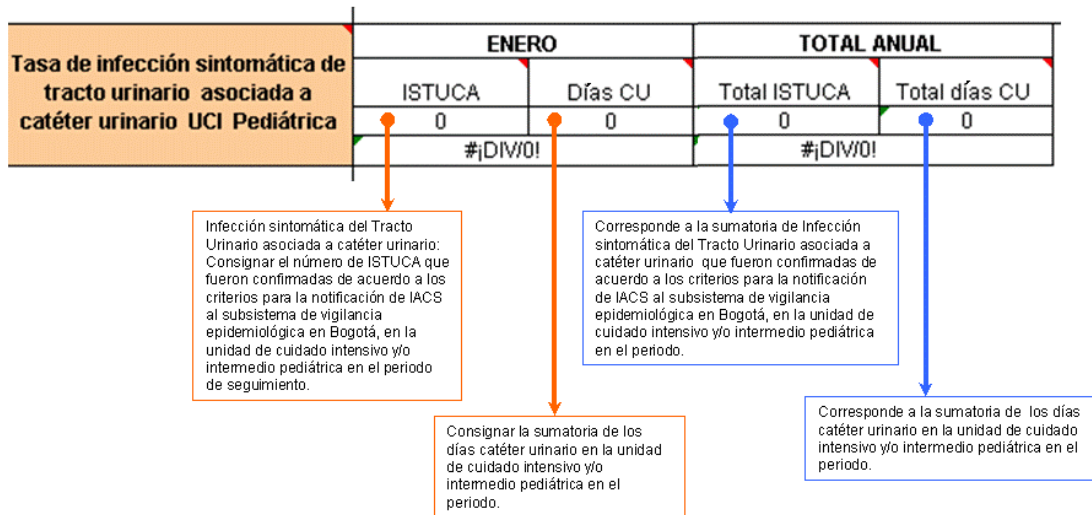 Tasa de infección sintomática de
tracto urinario asociada a
catéter urinario UCI Pediátrica
ENERO
TOTAL ANUAL
ISTUCA
Días CU
Total ISTUCA
Total días CU
0
0
0
0
#¡DIV/0!
#¡DIV/0!
Infección sintomática del Tracto
Urinario asociada a catéter urinario:
Consignar el número de ISTUCA que
fueron confirmadas de acuerdo a los
criterios para la notificación de IACS
al subsistema de vigilancia
epidemiológica en Bogotá, en la
unidad de cuidado intensivo y/o
intermedio pediátrica en el periodo
de seguimiento.
Corresponde a la sumatoria de Infección
sintomática del Tracto Urinario asociada a
catéter urinario que fueron confirmadas de
acuerdo a los criterios para la notificación
de IACS al subsistema de vigilancia
epidemiológica en Bogotá, en la unidad de
cuidado intensivo y/o intermedio pediátrica
en el periodo.
Consignar la sumatoria de los
días catéter urinario en la unidad
de cuidado intensivo y/o
intermedio pediátrica en el
periodo.
Corresponde a la sumatoria de los días
catéter urinario en la unidad de cuidado
intensivo y/o intermedio pediátrica en el
periodo.